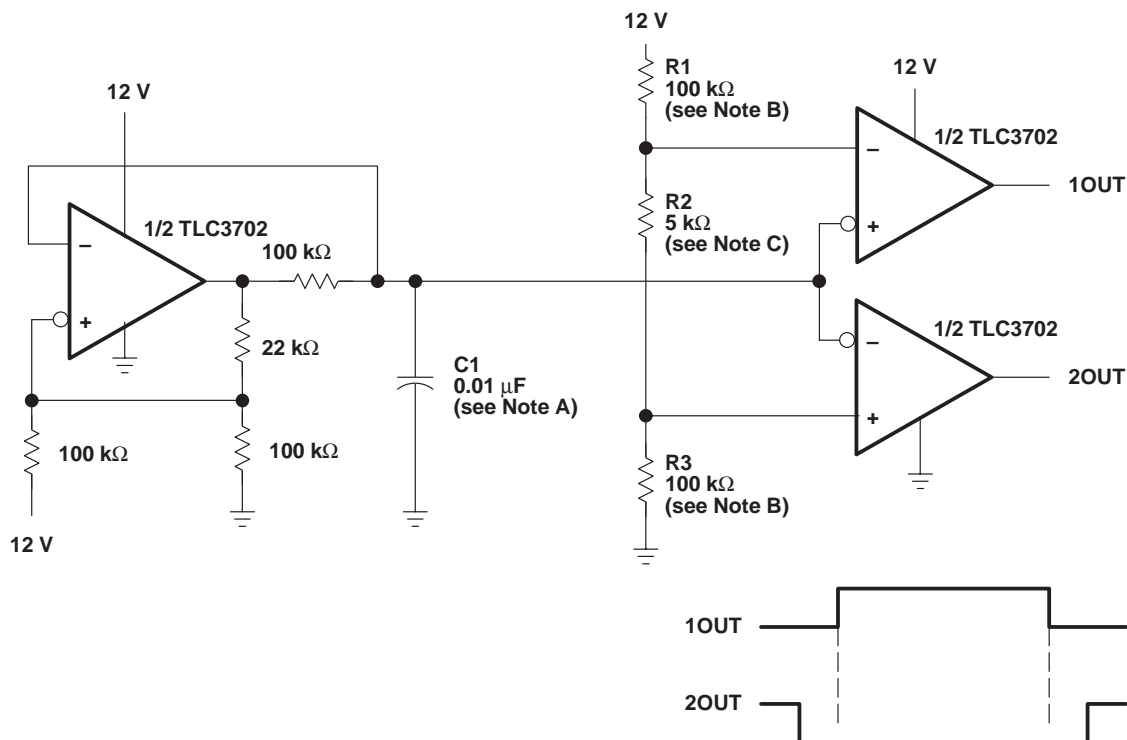 12 V
1/2 TLC3702
100 kΩ
–
+
22 kΩ
100 kΩ
100 kΩ
12 V
C1
0.01 μF
(see Note A)
12 V
R1
100 kΩ
(see Note B)
R2
5 kΩ
(see Note C)
R3
100 kΩ
(see Note B)
12 V
1/2 TLC3702
–
+
1OUT
1/2 TLC3702
–
+
2OUT
1OUT
2OUT